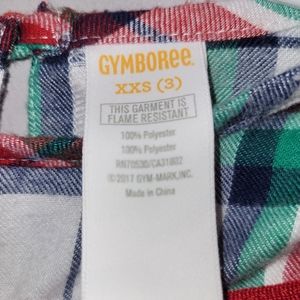 GYMBOREE
XXS (3)
THIS GARMENT IS
FLAME RESISTANT
100% Polyester
100% Polyester
RN70530/CA31802
©2017 GYM-MARK, INC.
Made in China